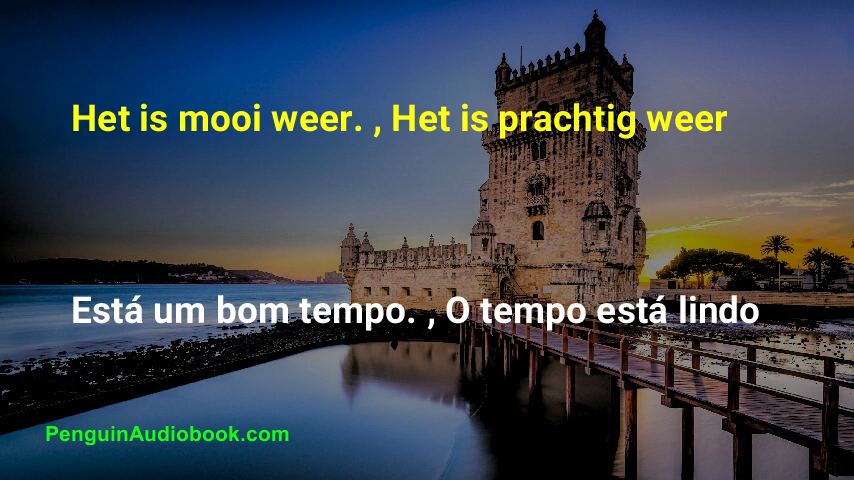 Het is mooi weer. , Het is prachtig weer
Está um bom tempo. , O tempo está lindo
PenguinAudiobook.com